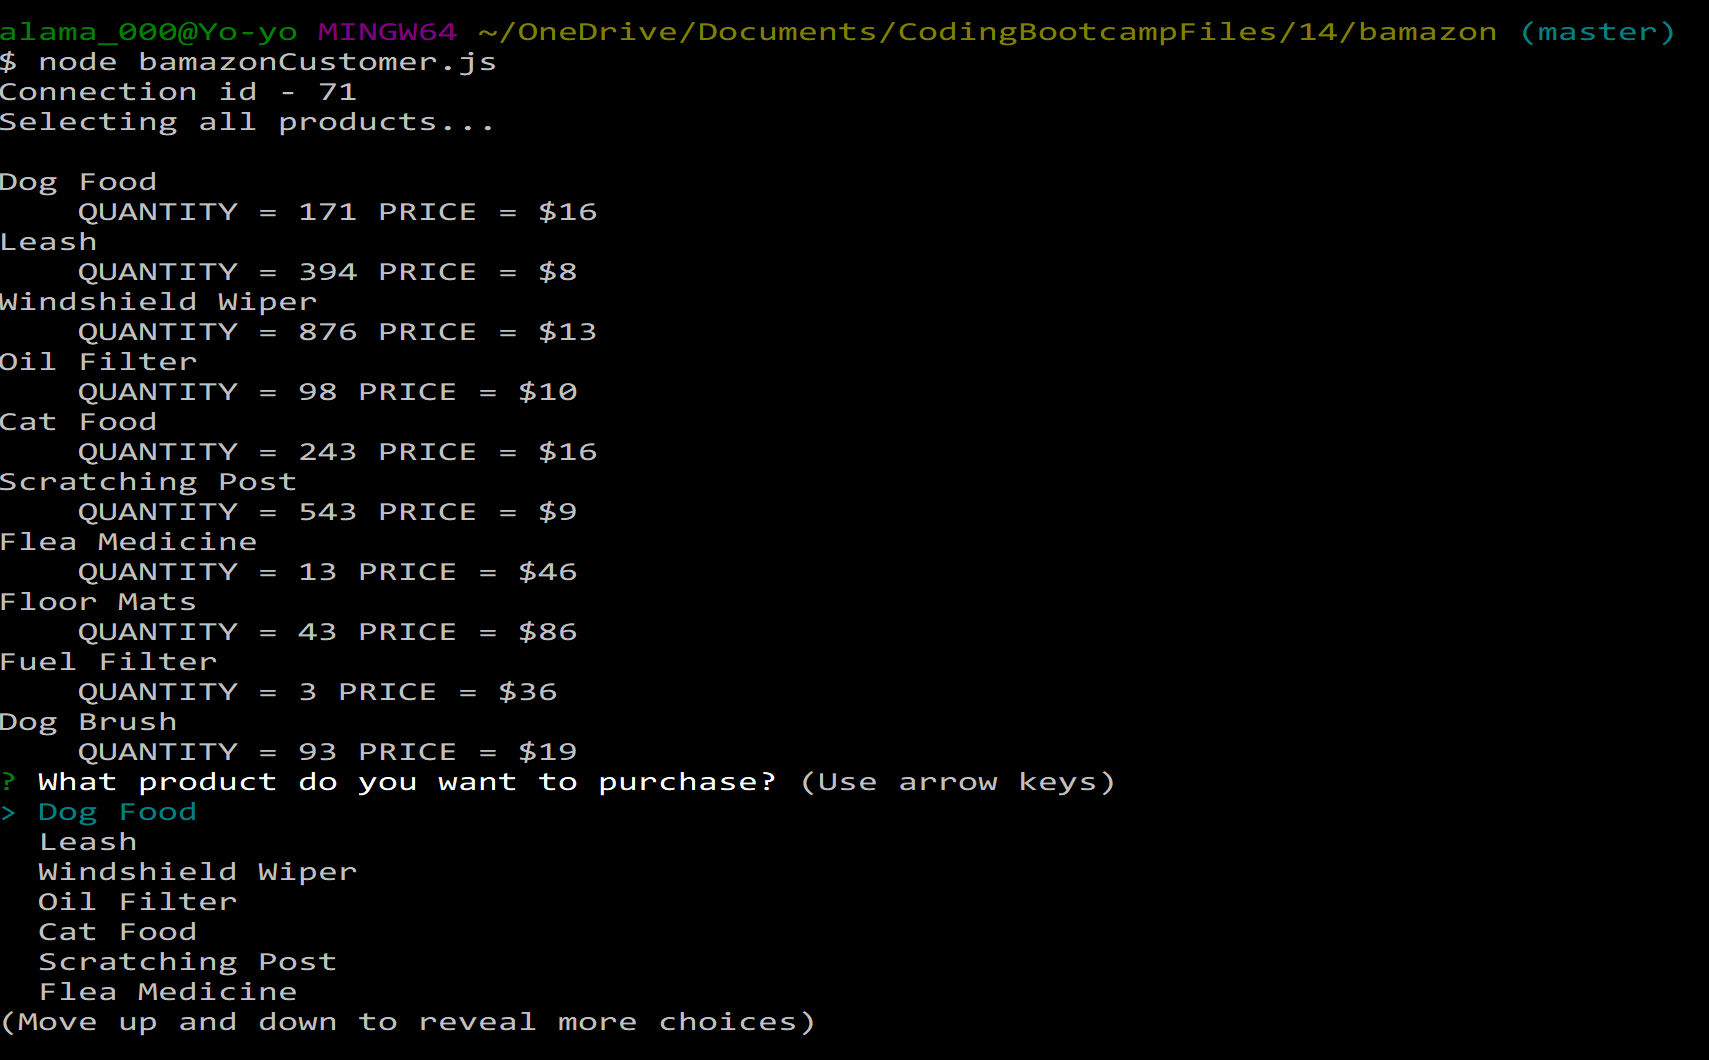 alama_000@Yo-yo MINGW64 ~/OneDrive/Documents/CodingBootcampFiles/14/bamazon (master)
$ node bamazonCustomer.js
Connection id - 71
Selecting all products...

Dog Food
    QUANTITY = 171 PRICE = $16
Leash
    QUANTITY = 394 PRICE = $8
Windshield Wiper
    QUANTITY = 876 PRICE = $13
Oil Filter
    QUANTITY = 98 PRICE = $10
Cat Food
    QUANTITY = 243 PRICE = $16
Scratching Post
    QUANTITY = 543 PRICE = $9
Flea Medicine
    QUANTITY = 13 PRICE = $46
Floor Mats
    QUANTITY = 43 PRICE = $86
Fuel Filter
    QUANTITY = 3 PRICE = $36
Dog Brush
    QUANTITY = 93 PRICE = $19
? What product do you want to purchase? (Use arrow keys)
> Dog Food
  Leash
  Windshield Wiper
  Oil Filter
  Cat Food
  Scratching Post
  Flea Medicine
(Move up and down to reveal more choices)